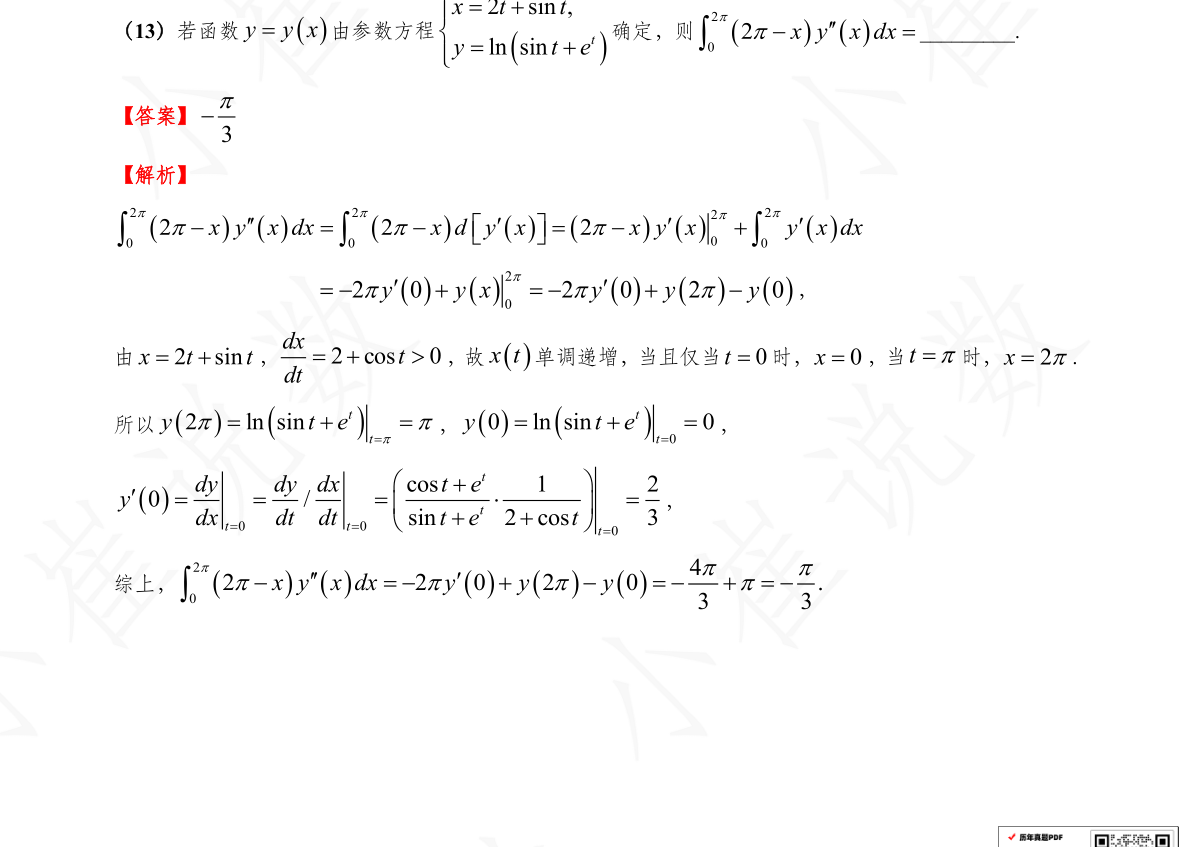 （13）若函数 y = y(x) 由参数方程 { x = 2t + sin t, y = ln(sin t + e^t) 确定，则 ∫_0^{2π} (2π − x) y″(x) dx = ________.
【答案】 −π/3
【解析】
∫_0^{2π} (2π − x) y″(x) dx = ∫_0^{2π} (2π − x) d[y′(x)] = (2π − x) y′(x)|_0^{2π} + ∫_0^{2π} y′(x) dx
= −2πy′(0) + y(x)|_0^{2π} = −2πy′(0) + y(2π) − y(0)，
由 x = 2t + sin t，dx/dt = 2 + cos t > 0，故 x(t) 单调递增，当且仅当 t = 0 时，x = 0，当 t = π 时，x = 2π．
所以 y(2π) = ln(sin t + e^t)|_{t=π} = π，y(0) = ln(sin t + e^t)|_{t=0} = 0，
y′(0) = dy/dx|_{t=0} = dy/dt / dx/dt|_{t=0} = ((cos t + e^t)/(sin t + e^t) · 1/(2 + cos t))|_{t=0} = 2/3，
综上，∫_0^{2π} (2π − x) y″(x) dx = −2πy′(0) + y(2π) − y(0) = −4π/3 + π = −π/3.
小崔说数
历年真题PDF